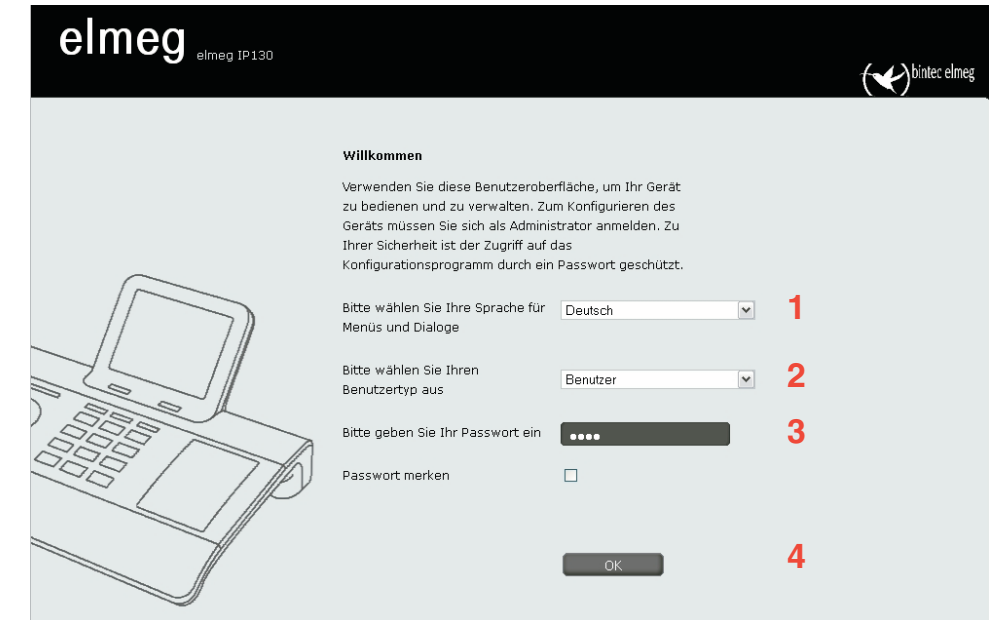 elmeg elmeg IP130
bintec elmeg
Willkommen
Verwenden Sie diese Benutzeroberfläche, um Ihr Gerät
zu bedienen und zu verwalten. Zum Konfigurieren des
Geräts müssen Sie sich als Administrator anmelden. Zu
Ihrer Sicherheit ist der Zugriff auf das
Konfigurationsprogramm durch ein Passwort geschützt.
Bitte wählen Sie Ihre Sprache für
Menüs und Dialoge
Deutsch
1
Bitte wählen Sie Ihren
Benutzertyp aus
Benutzer
2
Bitte geben Sie Ihr Passwort ein
••••
3
Passwort merken
OK
4